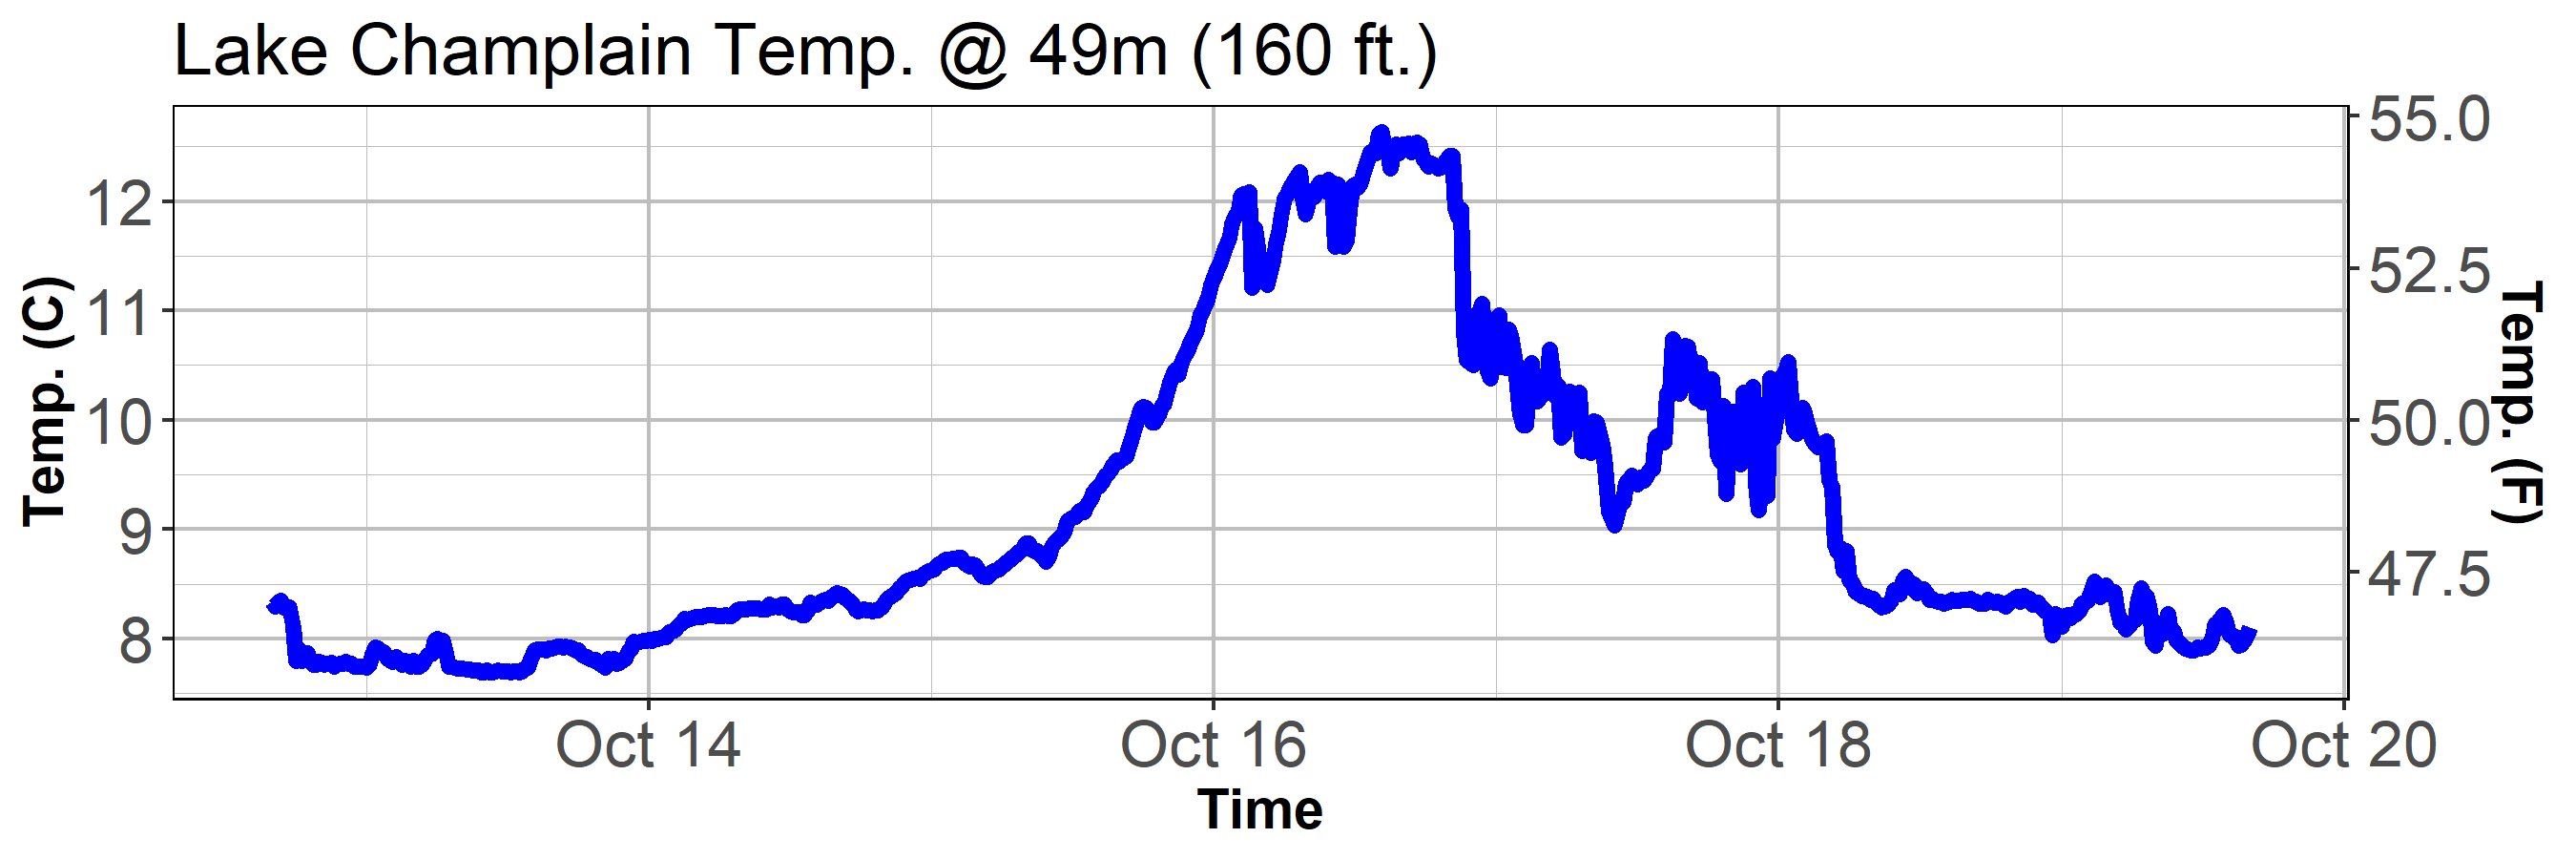 Lake Champlain Temp. @ 49m (160 ft.)
Temp. (C)
12
11
10
9
8
55.0
52.5
50.0
47.5
Temp. (F)
Oct 14
Oct 16
Oct 18
Oct 20
Time